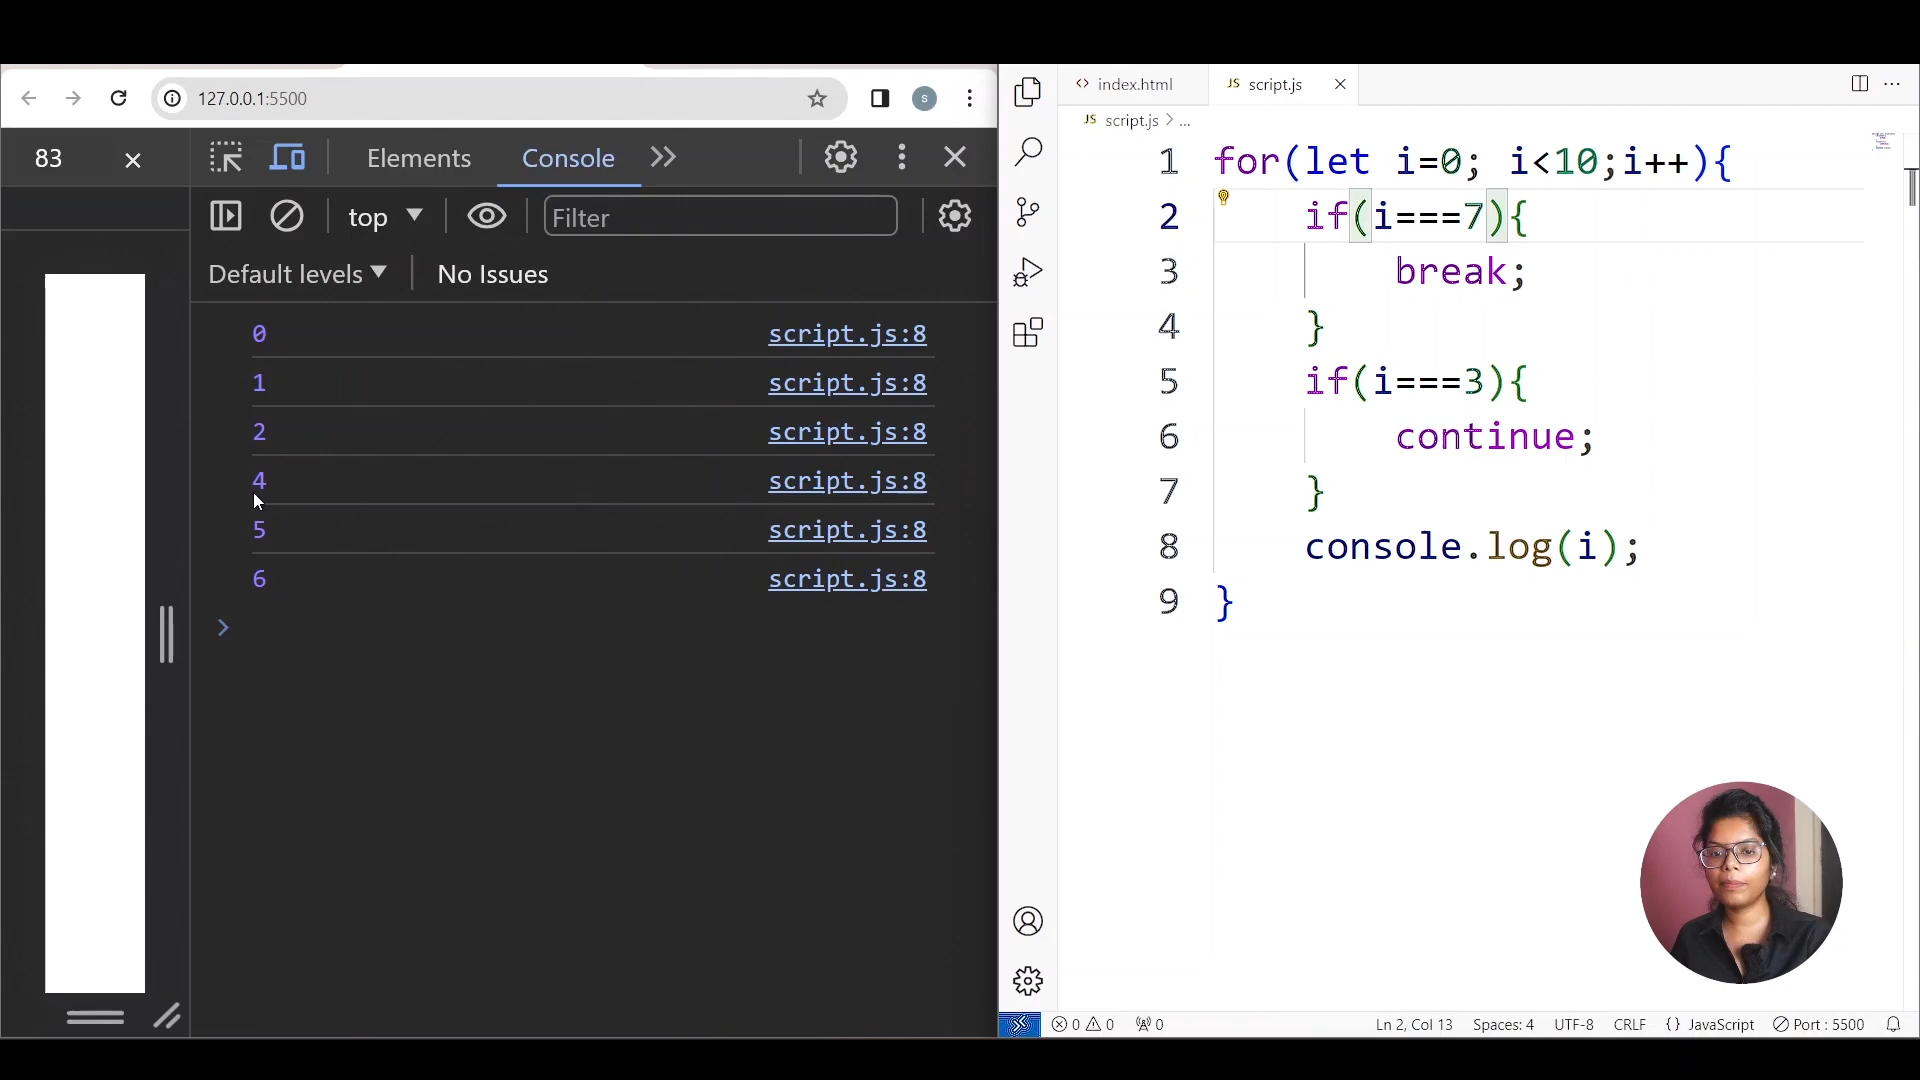 127.0.0.1:5500
S
83
Elements
Console
top
Filter
Default levels
No Issues
0 script.js:8
1 script.js:8
2 script.js:8
4 script.js:8
5 script.js:8
6 script.js:8
index.html
JS script.js
JS script.js > ...
1 for(let i=0; i<10;i++){
2 if(i===7){
3 break;
4 }
5 if(i===3){
6 continue;
7 }
8 console.log(i);
9 }
0 0 0
Ln 2, Col 13 Spaces: 4 UTF-8 CRLF {} JavaScript Port : 5500